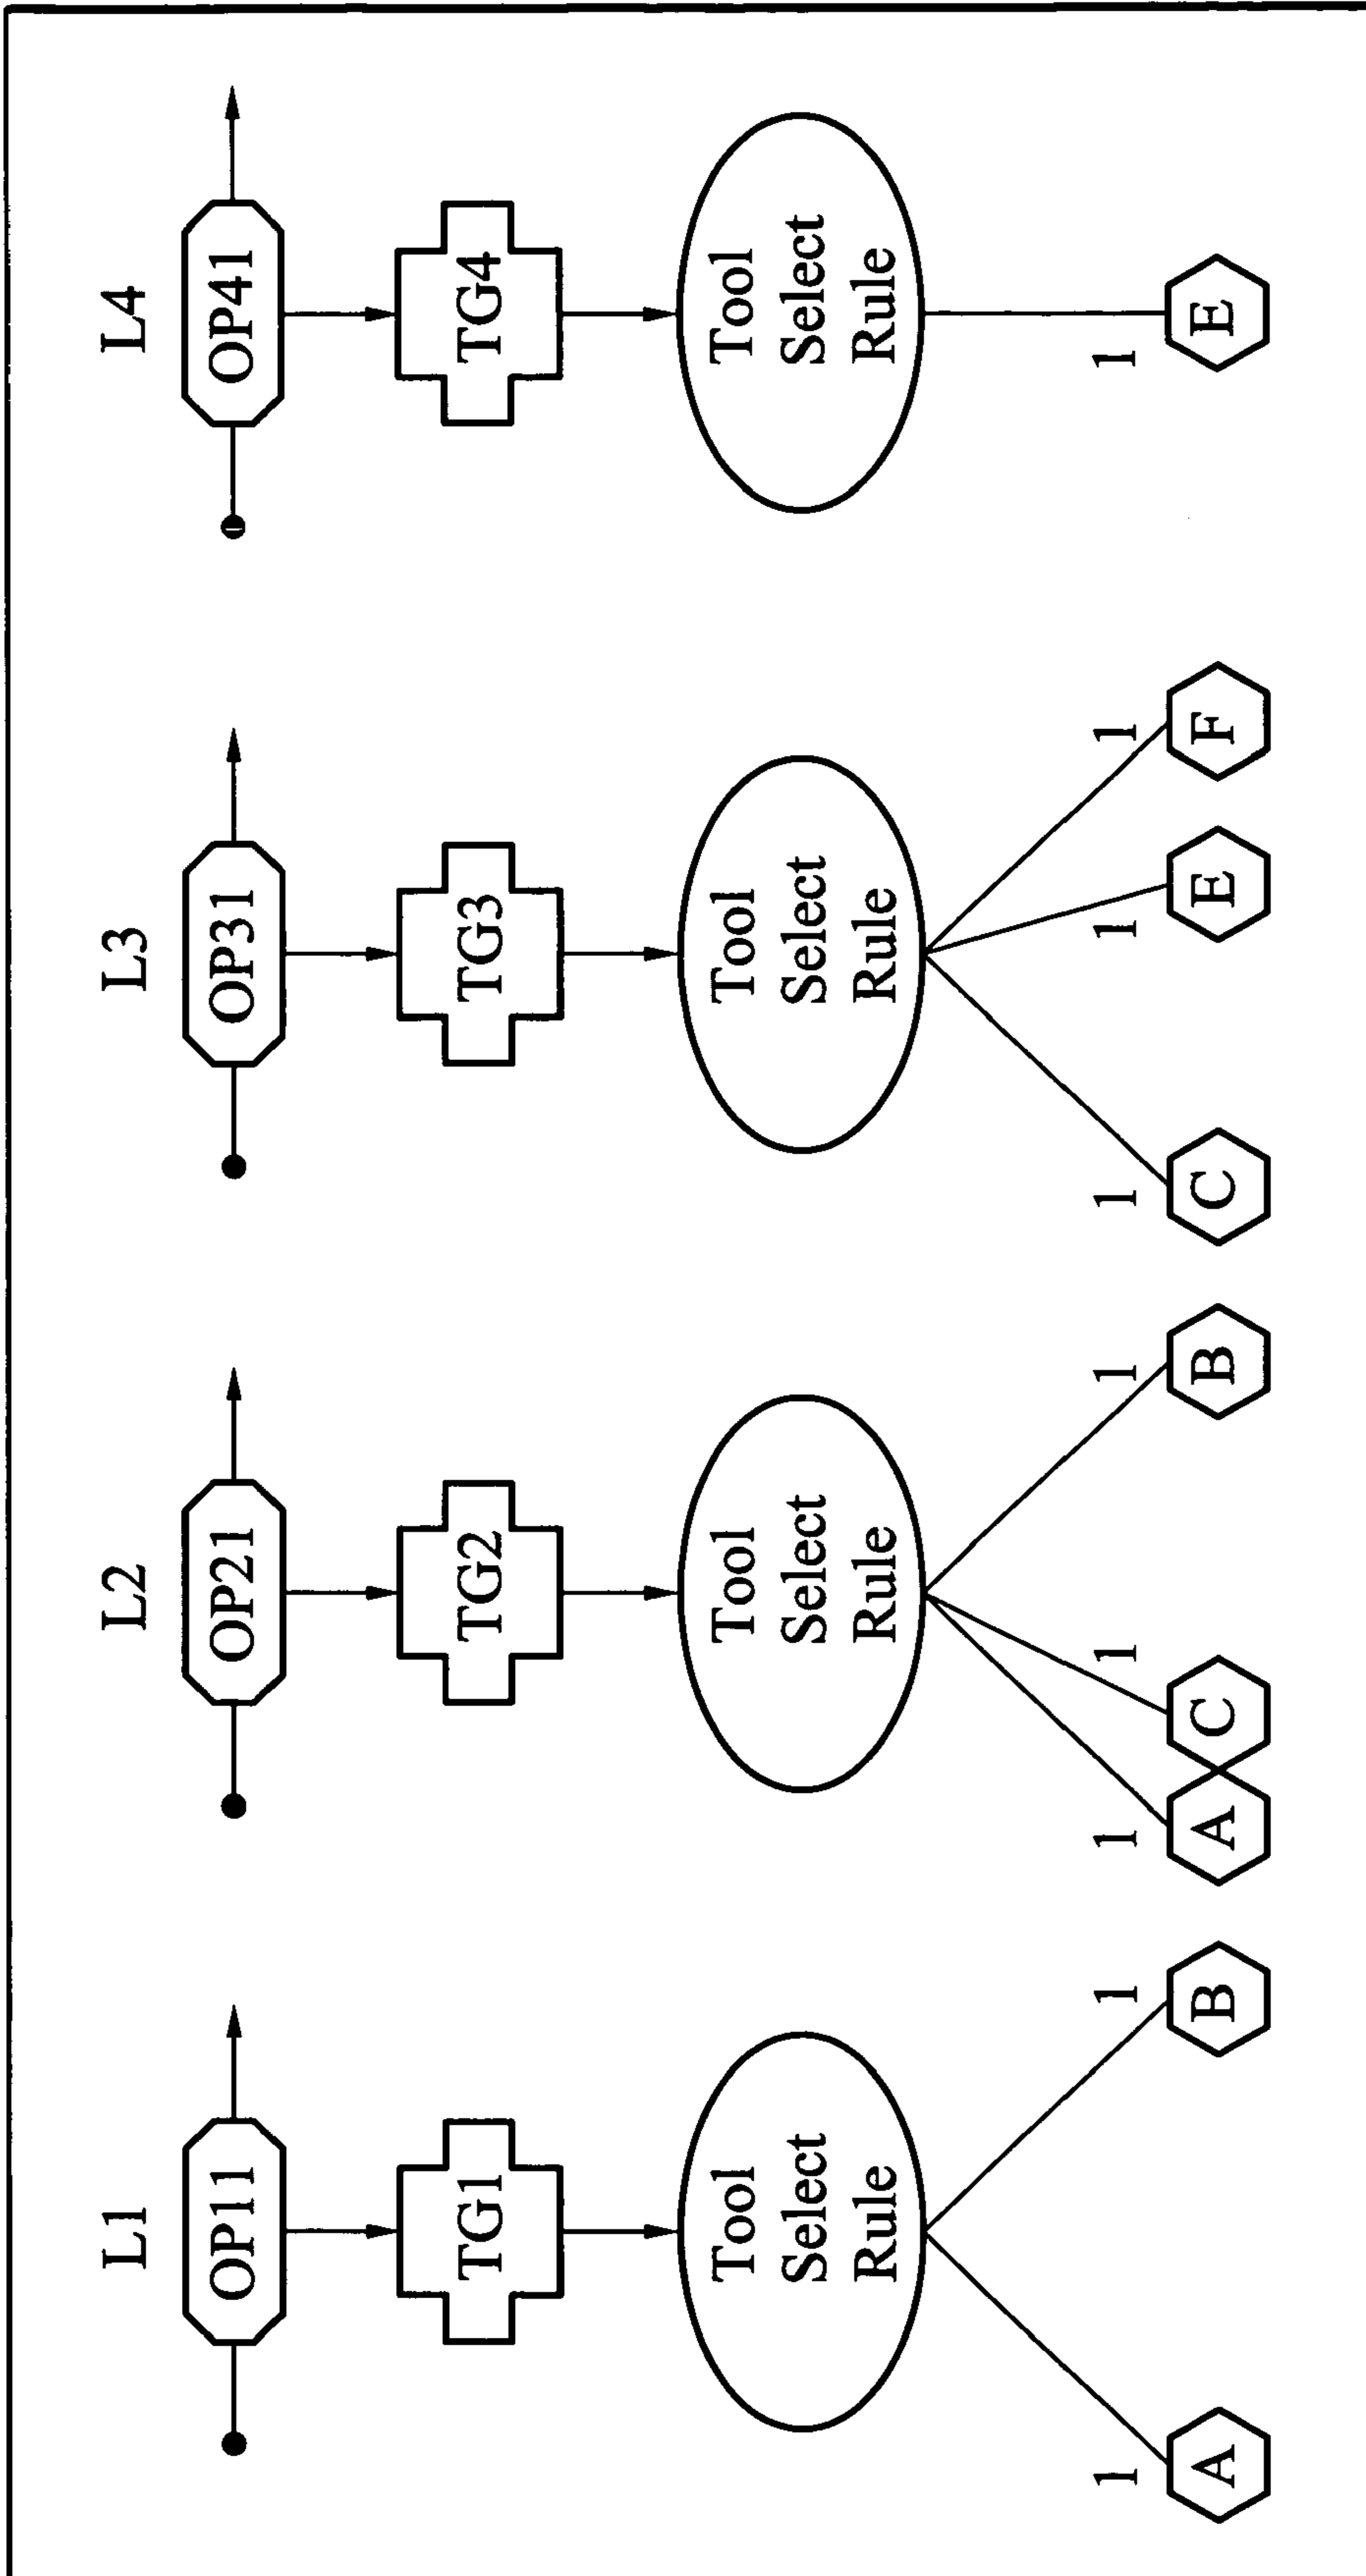 L1
OP11
TG1
Tool
Select
Rule
1
1
A
B
L2
OP21
TG2
Tool
Select
Rule
1
1
1
A
C
B
L3
OP31
TG3
Tool
Select
Rule
1
1
1
C
E
F
L4
OP41
TG4
Tool
Select
Rule
1
E